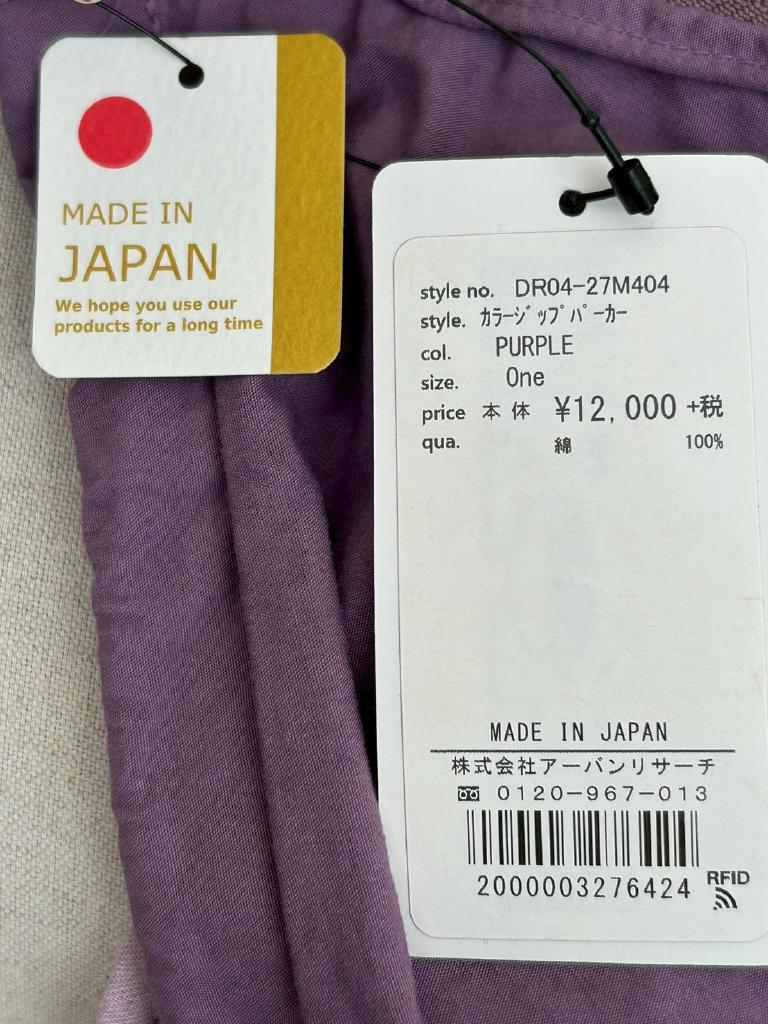 MADE IN
JAPAN
We hope you use our
products for a long time
style no. DR04-27M404
style. ｶﾗｰｼﾞｯﾌﾟﾊﾟｰｶｰ
col. PURPLE
size. One
price 本体 ¥12,000 +税
qua. 綿 100%
MADE IN JAPAN
株式会社アーバンリサーチ
0120-967-013
2000003276424
RFID